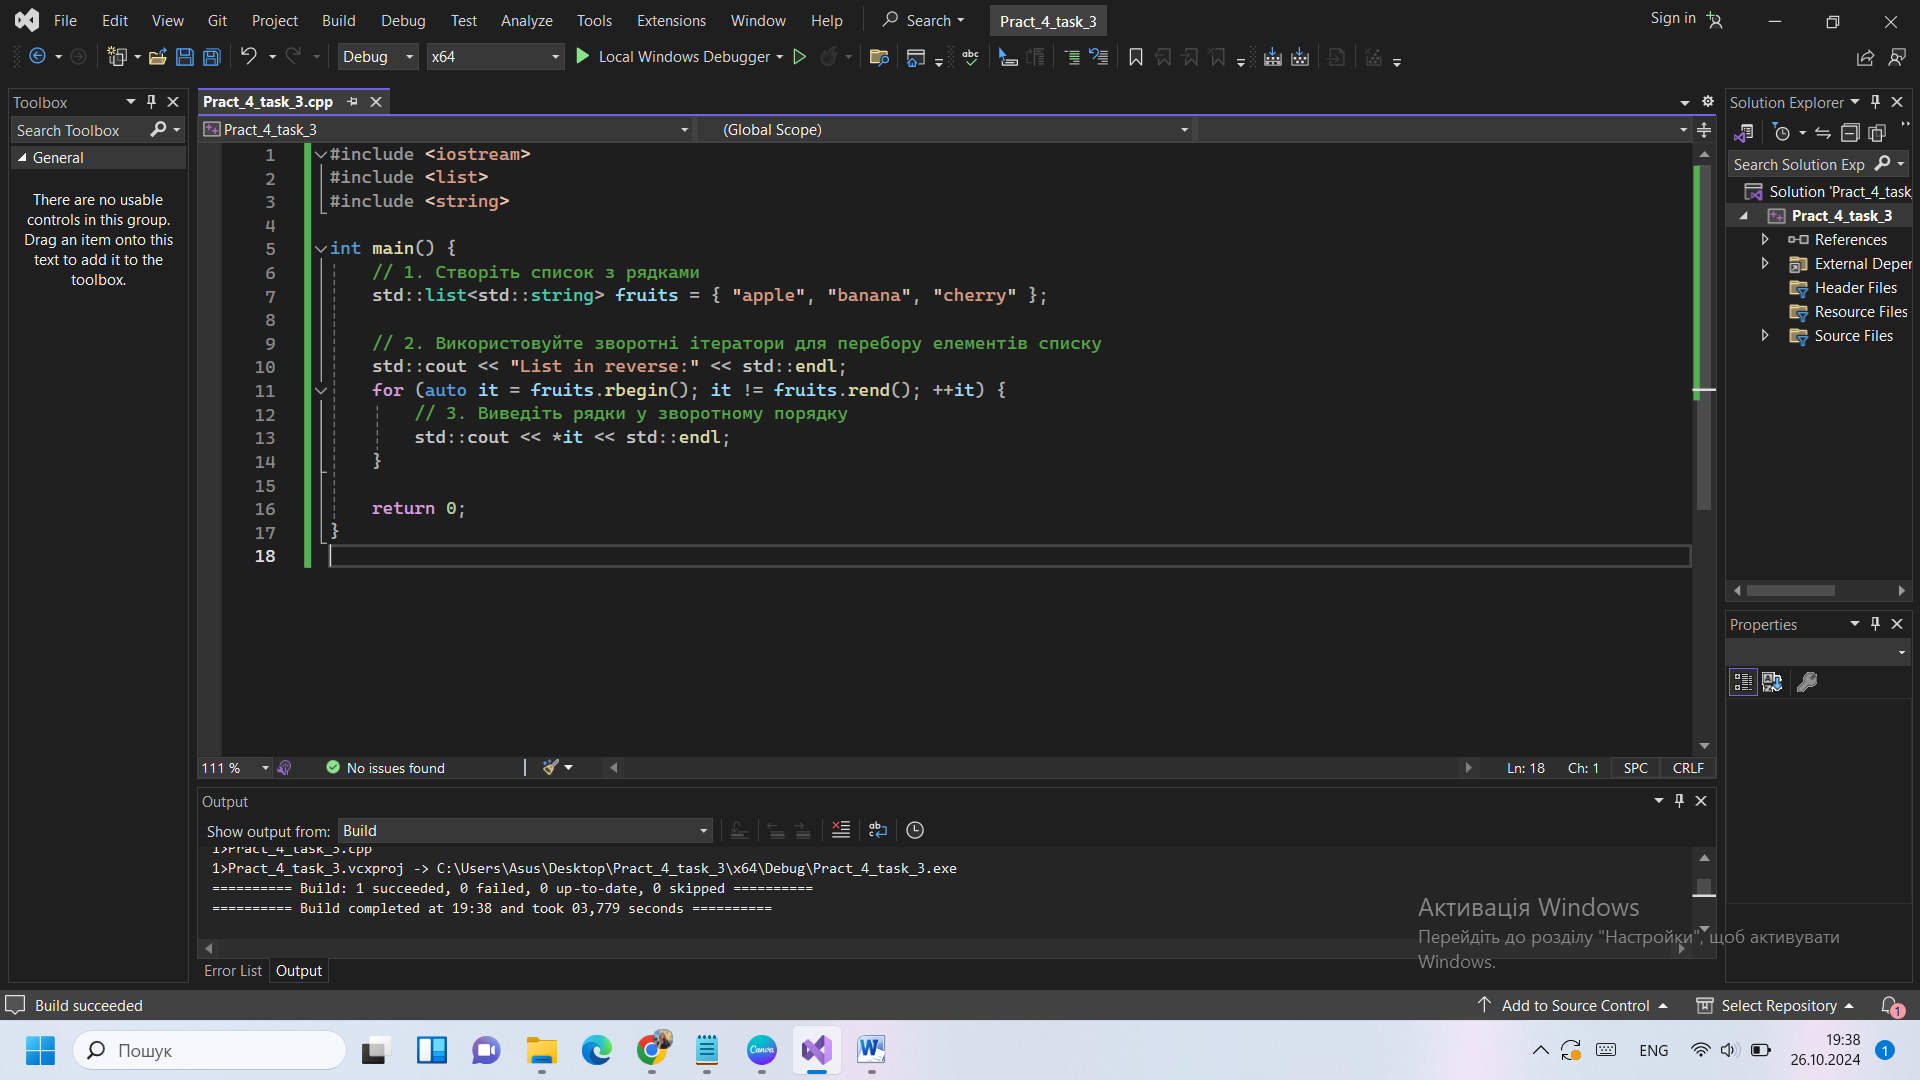 File Edit View Git Project Build Debug Test Analyze Tools Extensions Window Help Search Pract_4_task_3 Sign in
Debug x64 Local Windows Debugger
Toolbox
Search Toolbox
General
There are no usable
controls in this group.
Drag an item onto this
text to add it to the
toolbox.
Pract_4_task_3.cpp
Pract_4_task_3 (Global Scope)
1 #include <iostream>
2 #include <list>
3 #include <string>
4
5 int main() {
6 // 1. Створіть список з рядками
7 std::list<std::string> fruits = { "apple", "banana", "cherry" };
8
9 // 2. Використовуйте зворотні ітератори для перебору елементів списку
10 std::cout << "List in reverse:" << std::endl;
11 for (auto it = fruits.rbegin(); it != fruits.rend(); ++it) {
12 // 3. Виведіть рядки у зворотному порядку
13 std::cout << *it << std::endl;
14 }
15
16 return 0;
17 }
18
111 % No issues found Ln: 18 Ch: 1 SPC CRLF
Output
Show output from: Build
1>Pract_4_task_3.cpp
1>Pract_4_task_3.vcxproj -> C:\Users\Asus\Desktop\Pract_4_task_3\x64\Debug\Pract_4_task_3.exe
========== Build: 1 succeeded, 0 failed, 0 up-to-date, 0 skipped ==========
========== Build completed at 19:38 and took 03,779 seconds ==========
Error List Output
Solution Explorer
Search Solution Exp
Solution 'Pract_4_task
Pract_4_task_3
References
External Deper
Header Files
Resource Files
Source Files
Properties
Активація Windows
Перейдіть до розділу "Настройки", щоб активувати
Windows.
Build succeeded Add to Source Control Select Repository 1
Пошук Canva W ENG 19:38 1
26.10.2024